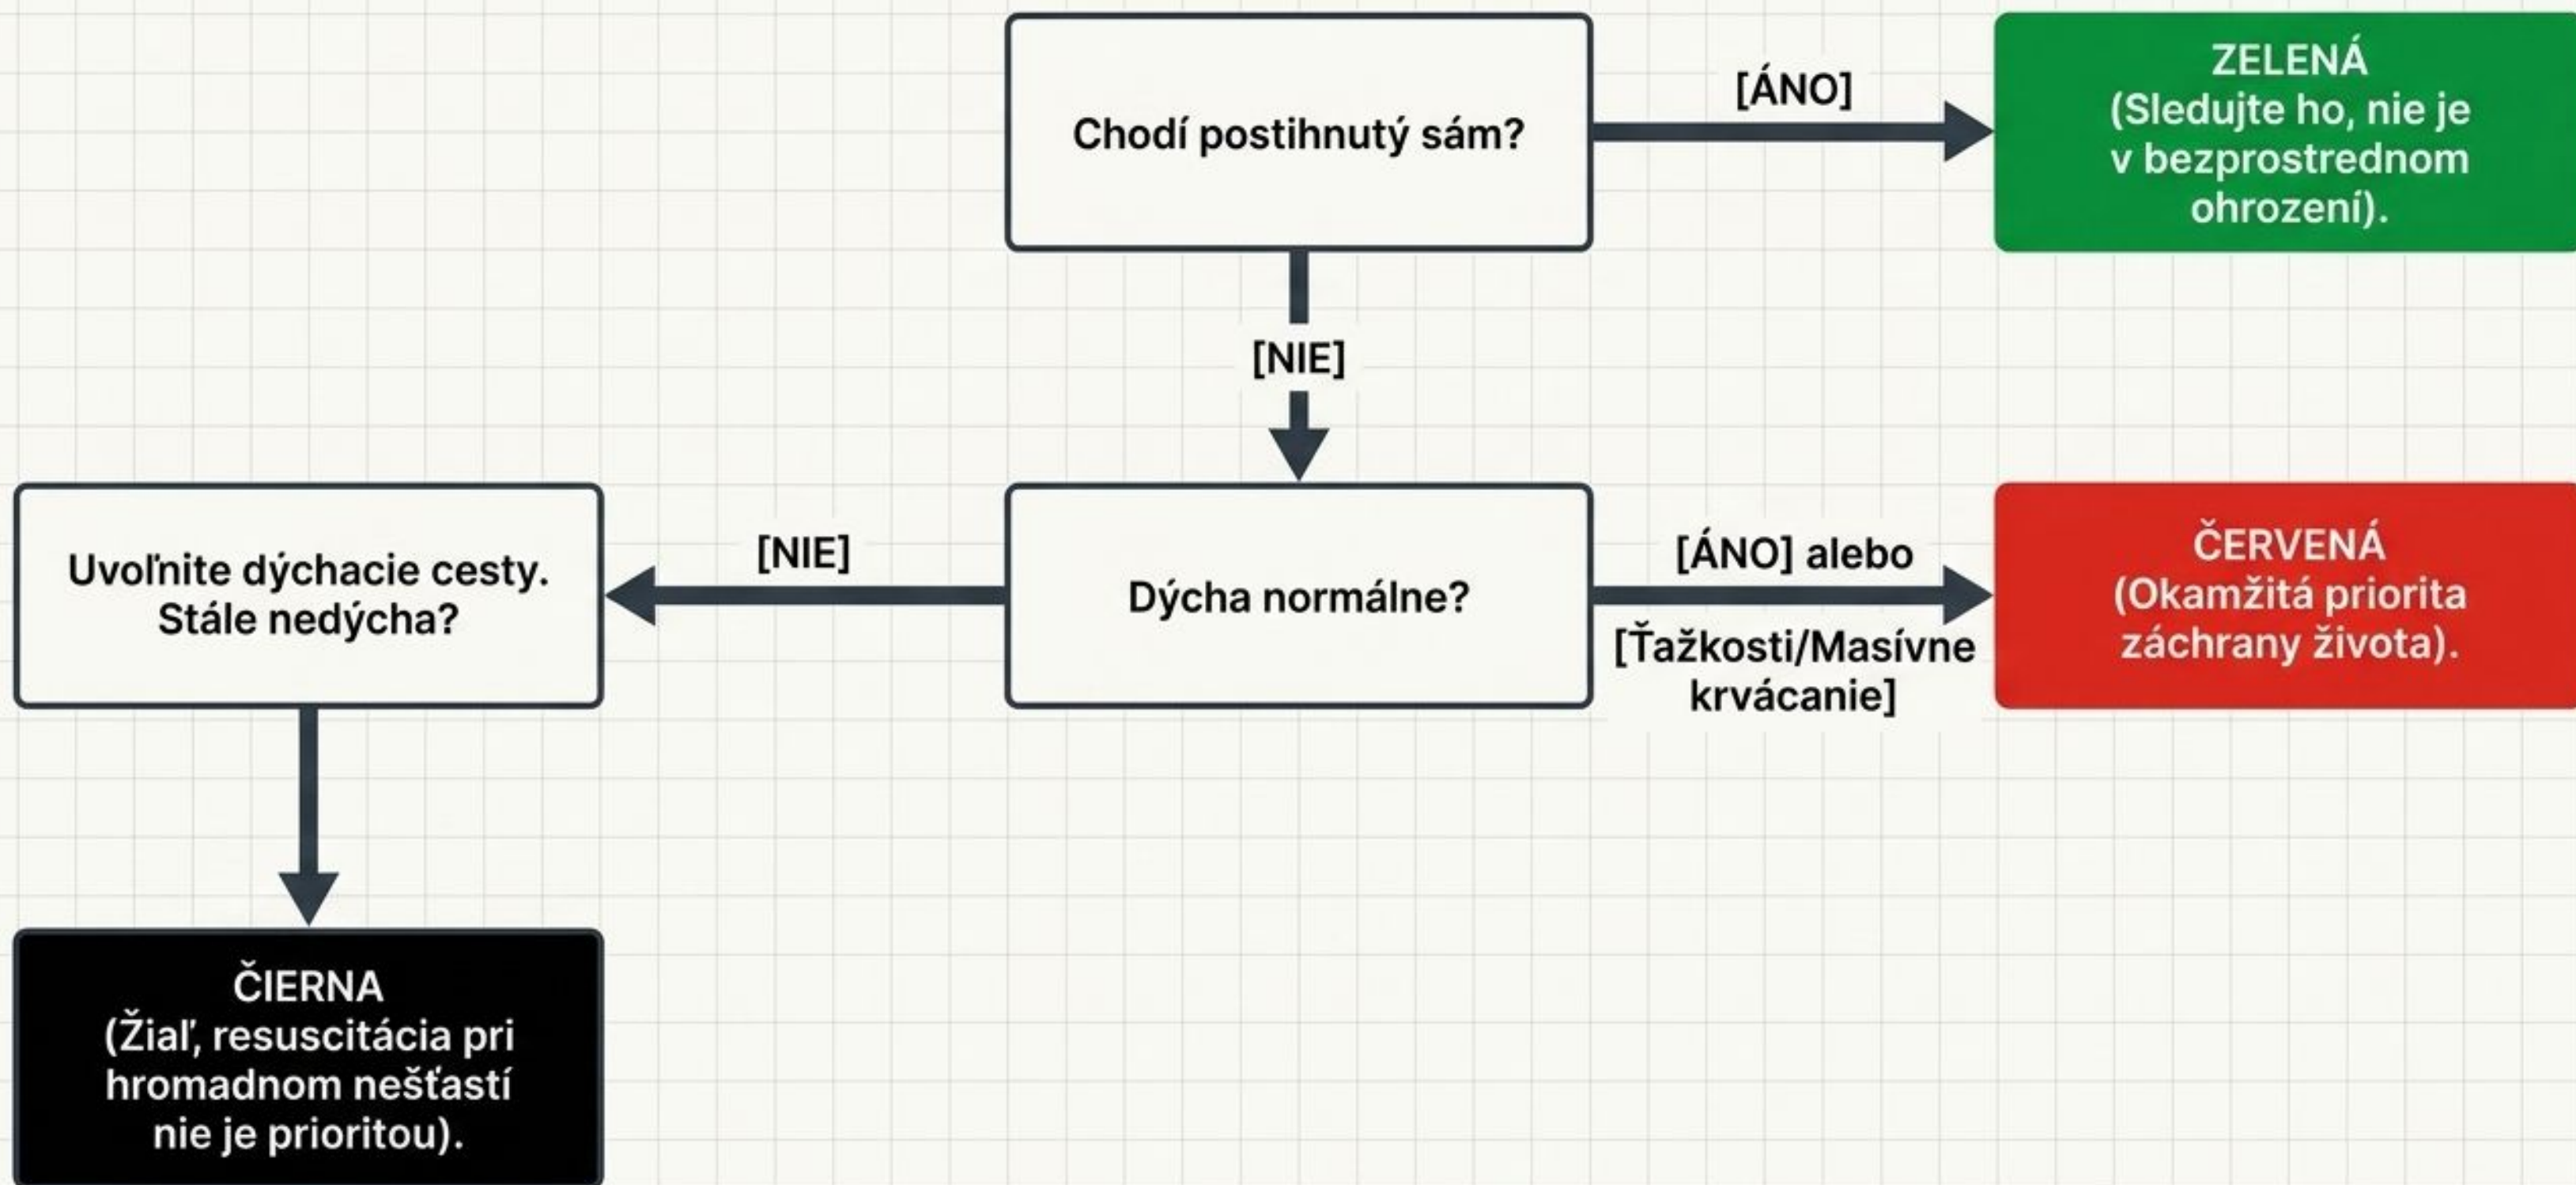 Chodí postihnutý sám?
[ÁNO]
ZELENÁ
(Sledujte ho, nie je
v bezprostrednom
ohrození).
[NIE]
Uvoľnite dýchacie cesty.
Stále nedýcha?
[NIE]
Dýcha normálne?
[ÁNO] alebo
[Ťažkosti/Masívne
krvácanie]
ČERVENÁ
(Okamžitá priorita
záchrany života).
ČIERNA
(Žiaľ, resuscitácia pri
hromadnom nešťastí
nie je prioritou).